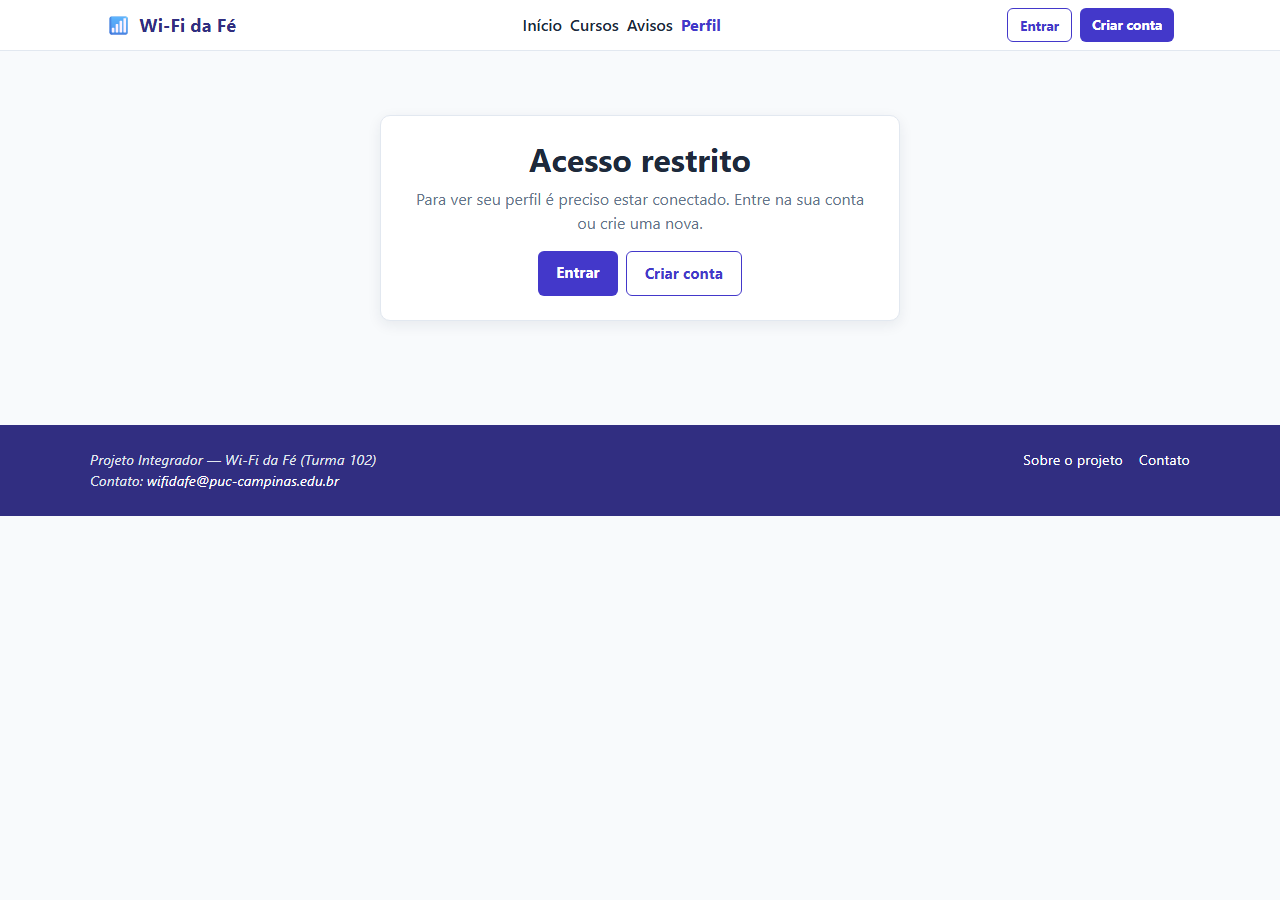 Wi-Fi da Fé
Início Cursos Avisos Perfil
Entrar Criar conta
Acesso restrito
Para ver seu perfil é preciso estar conectado. Entre na sua conta
ou crie uma nova.
Entrar Criar conta
Projeto Integrador — Wi-Fi da Fé (Turma 102)
Contato: wifidafe@puc-campinas.edu.br
Sobre o projeto Contato